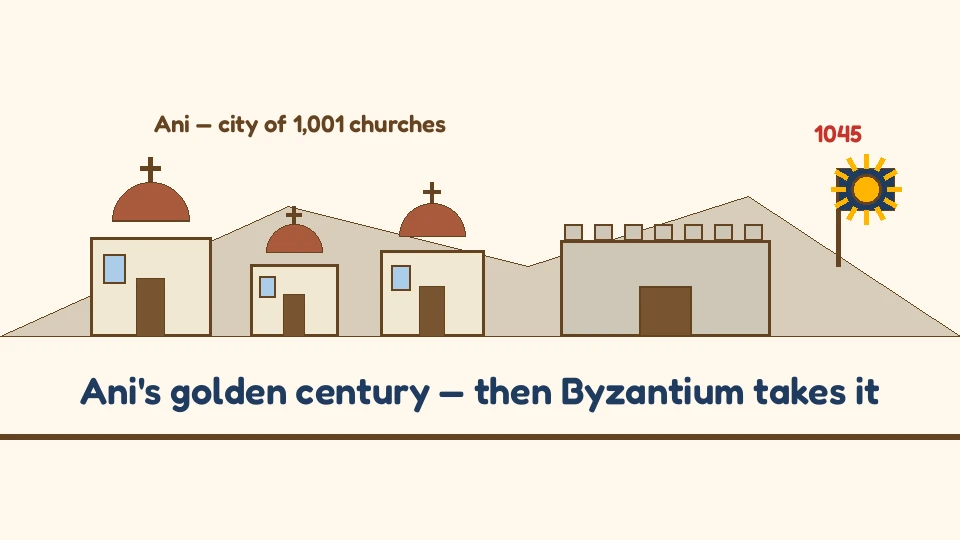 Ani — city of 1,001 churches
1045
Ani's golden century — then Byzantium takes it